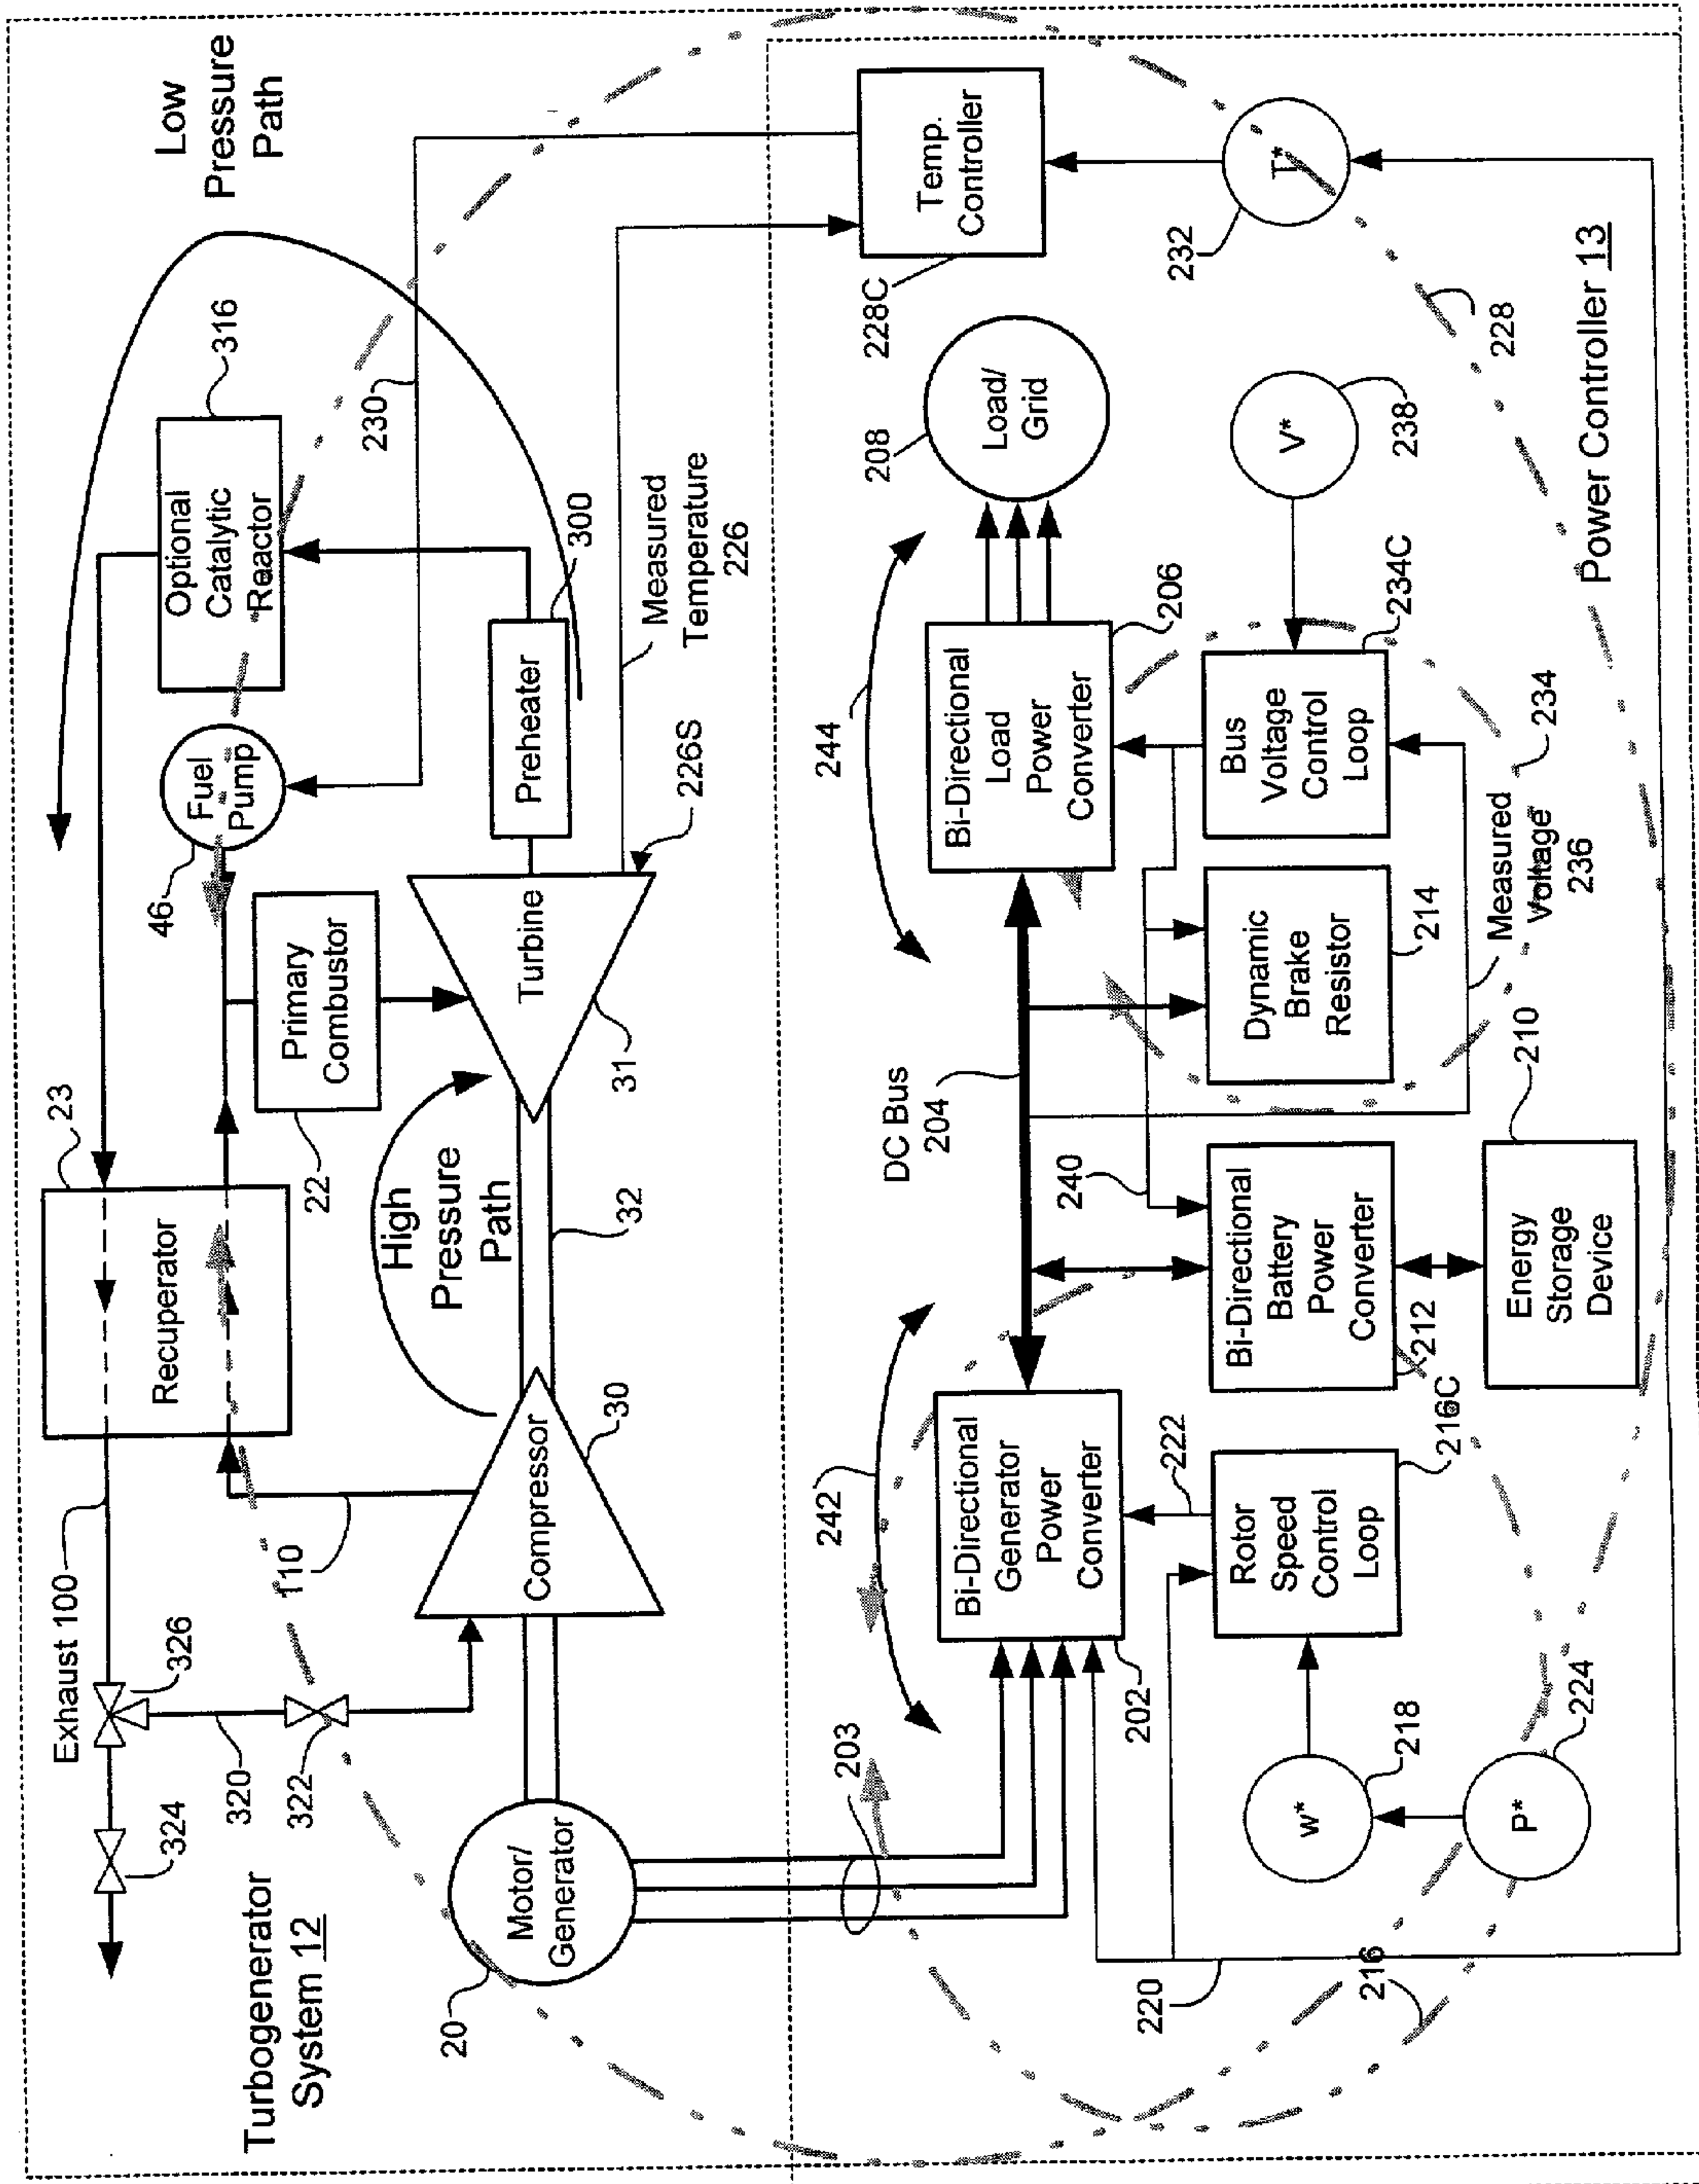 Turbogenerator
System 12
Low
Pressure
Path
Exhaust 100
324
326
320
322
110
23
Recuperator
22
Primary
Combustor
46
Fuel
Pump
316
Optional
Catalytic
Reactor
230
High
Pressure
Path
20
Motor/
Generator
Compressor
30
32
31
Turbine
Preheater
300
226S
Measured
Temperature
226
203
242
DC Bus
204
244
208
Load/
Grid
228C
Temp.
Controller
202
Bi-Directional
Generator
Power
Converter
240
Bi-Directional
Load
Power
Converter
206
220
222
216
Rotor
Speed
Control
Loop
216C
Bi-Directional
Battery
Power
Converter
212
Dynamic
Brake
Resistor
214
Bus
Voltage
Control
Loop
234C
V*
238
232
T*
228
w*
218
P*
224
Energy
Storage
Device
210
Measured
Voltage
236
234
Power Controller 13